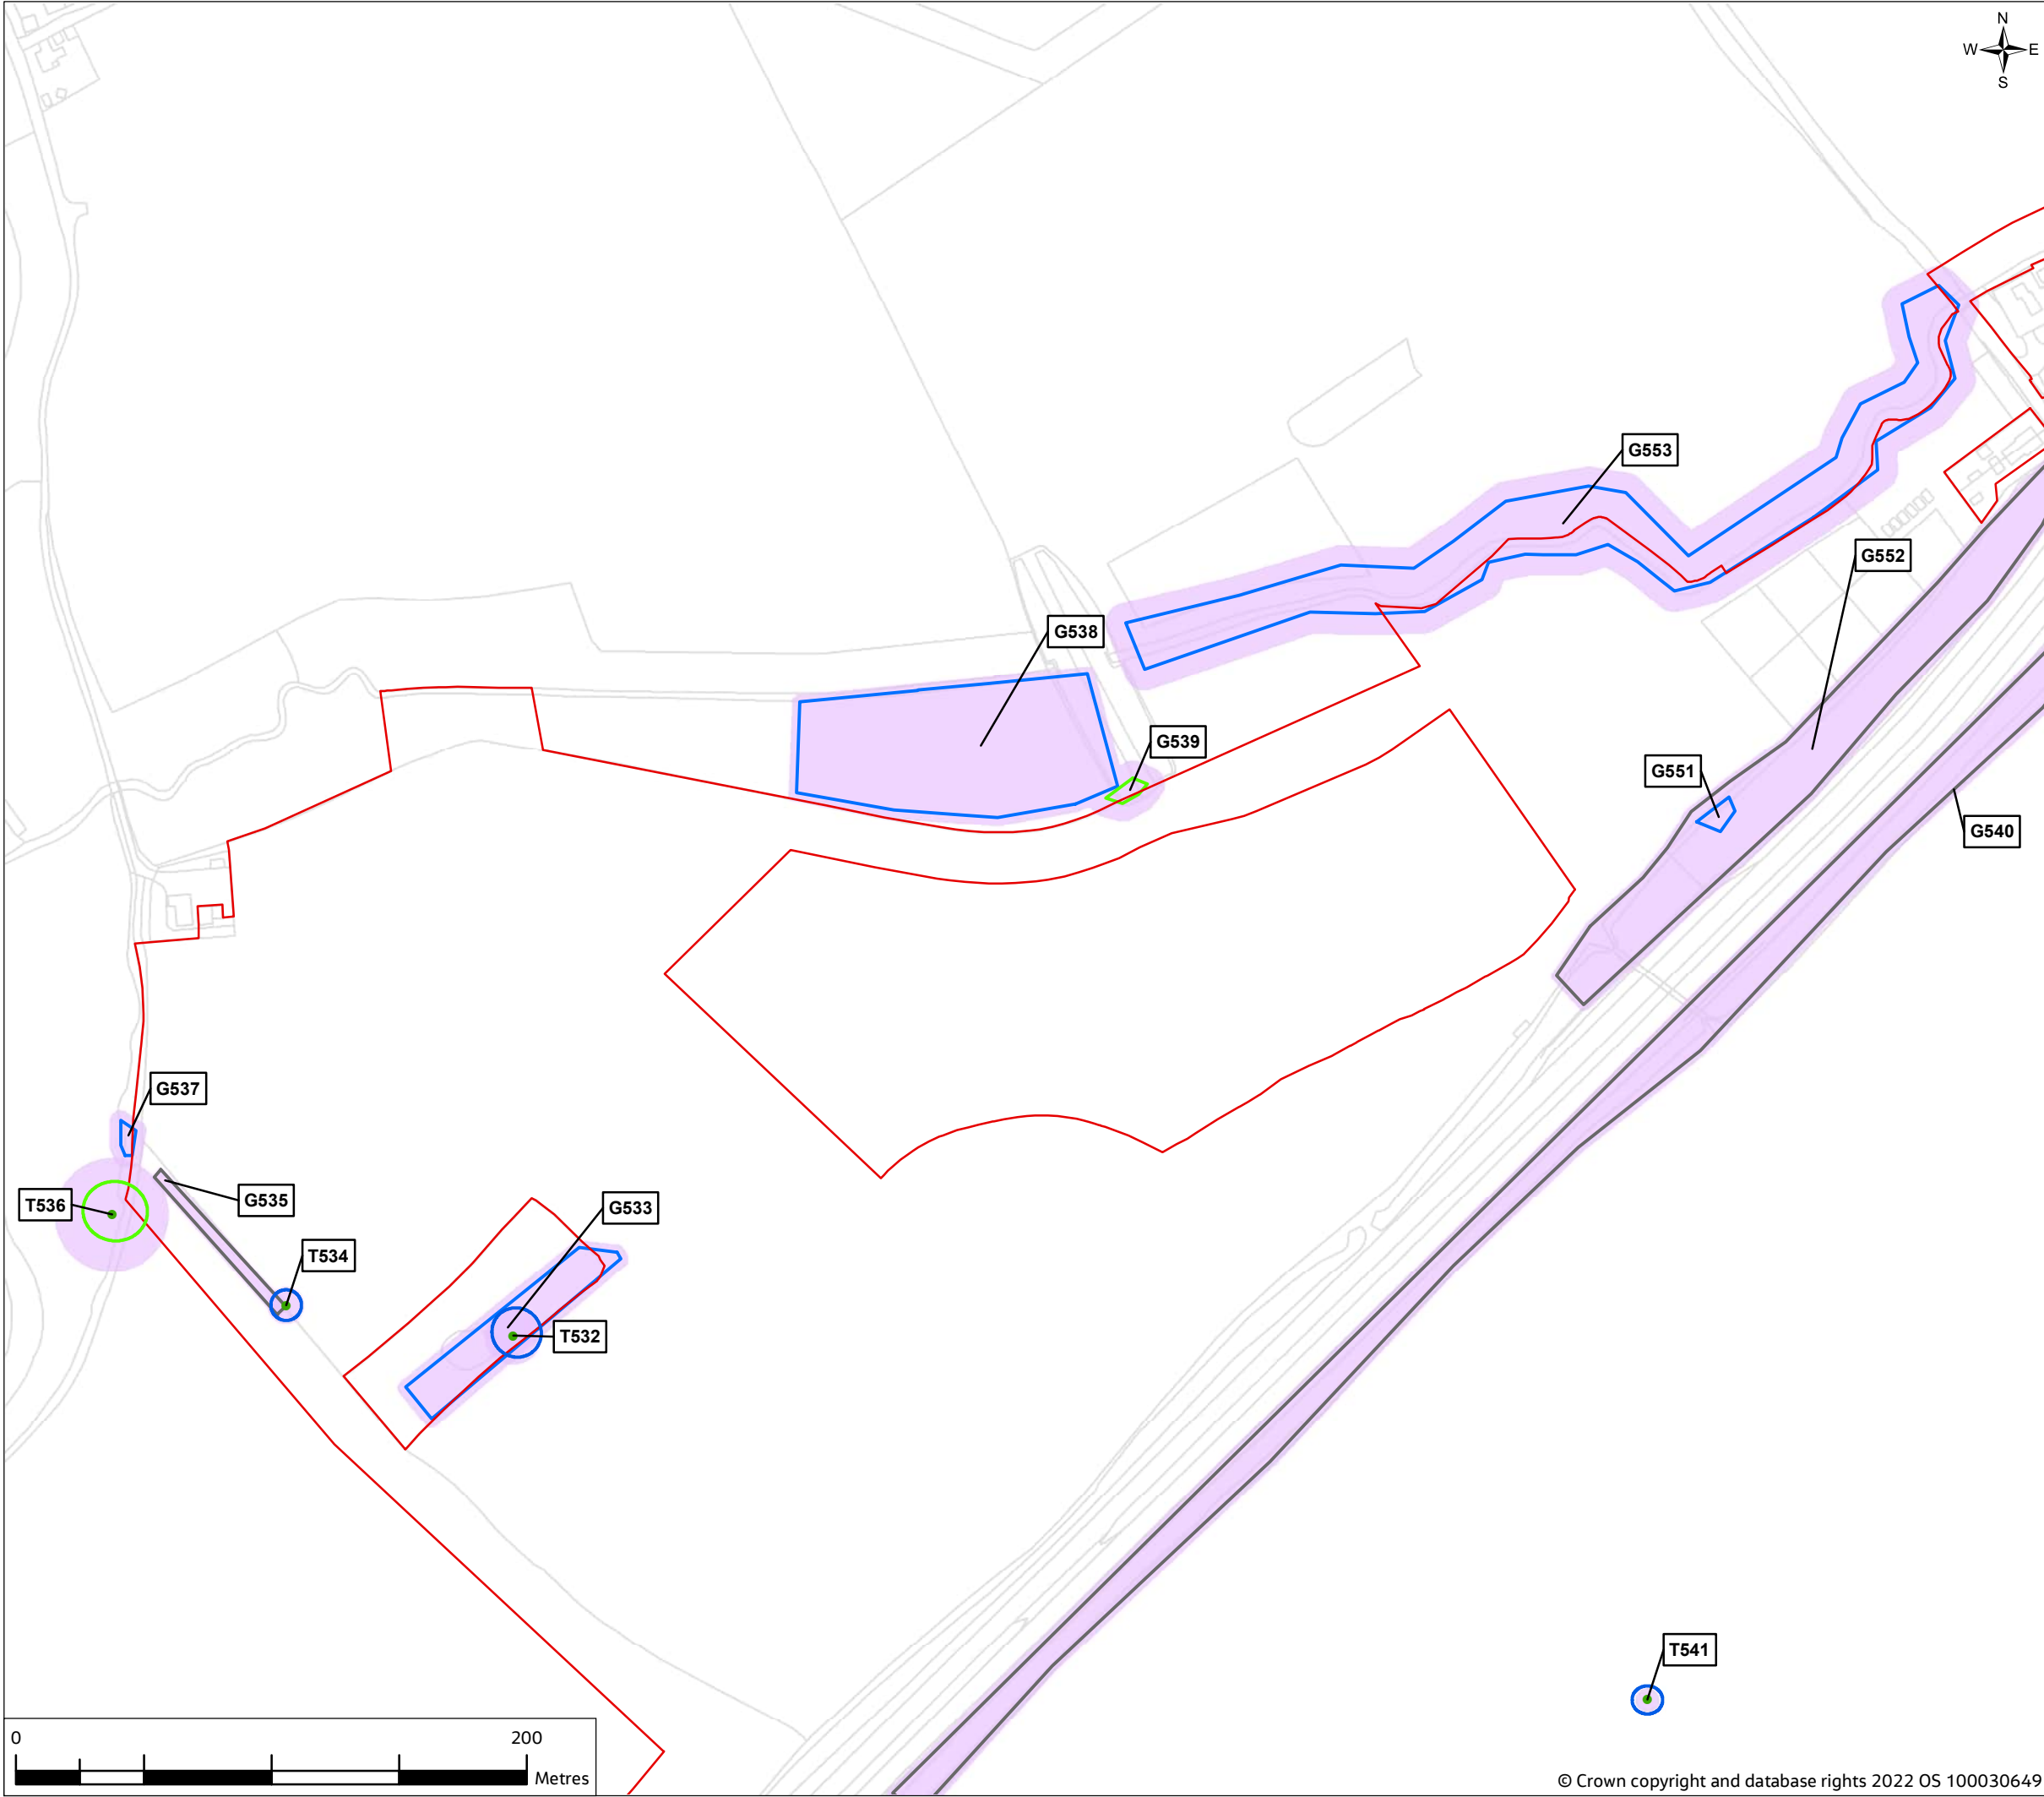 N
W E
S
G553
G552
G538
G539
G551
G540
G537
G535
T536
G533
T534
T532
T541
0 200
Metres
© Crown copyright and database rights 2022 OS 100030649